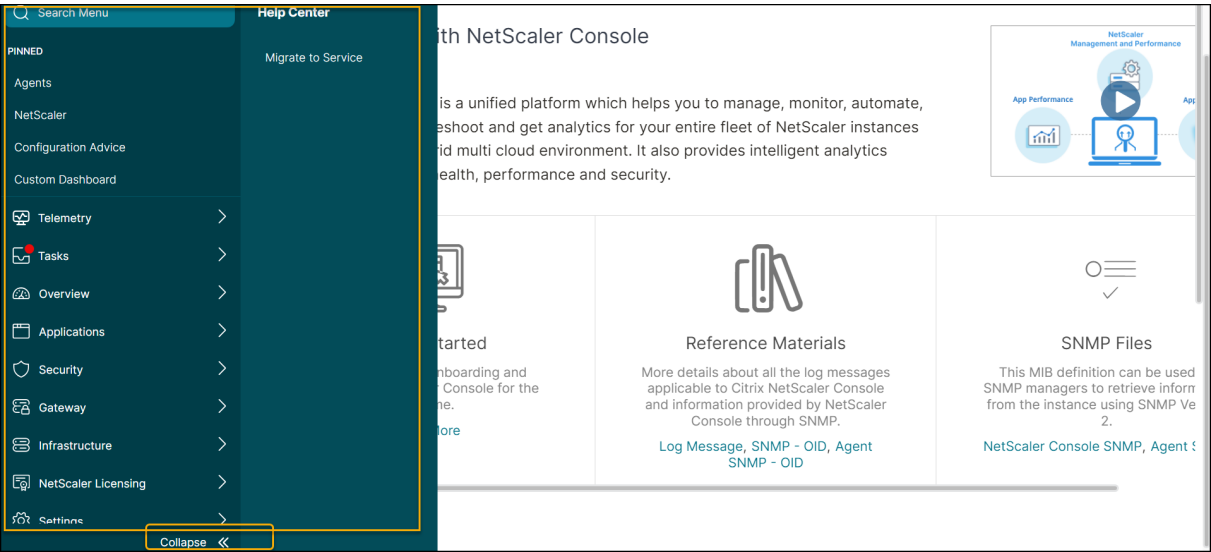 Search Menu
PINNED
Agents
NetScaler
Configuration Advice
Custom Dashboard
Telemetry
Tasks
Overview
Applications
Security
Gateway
Infrastructure
NetScaler Licensing
Settings
Collapse
Help Center
Migrate to Service
ith NetScaler Console
is a unified platform which helps you to manage, monitor, automate,
eshoot and get analytics for your entire fleet of NetScaler instances
rid multi cloud environment. It also provides intelligent analytics
ealth, performance and security.
NetScaler
Management and Performance
App Performance
App
tarted
nboarding and
Console for the
ne.
ore
Reference Materials
More details about all the log messages
applicable to Citrix NetScaler Console
and information provided by NetScaler
Console through SNMP.
Log Message, SNMP - OID, Agent
SNMP - OID
SNMP Files
This MIB definition can be used
SNMP managers to retrieve inform
from the instance using SNMP Ve
2.
NetScaler Console SNMP, Agent S